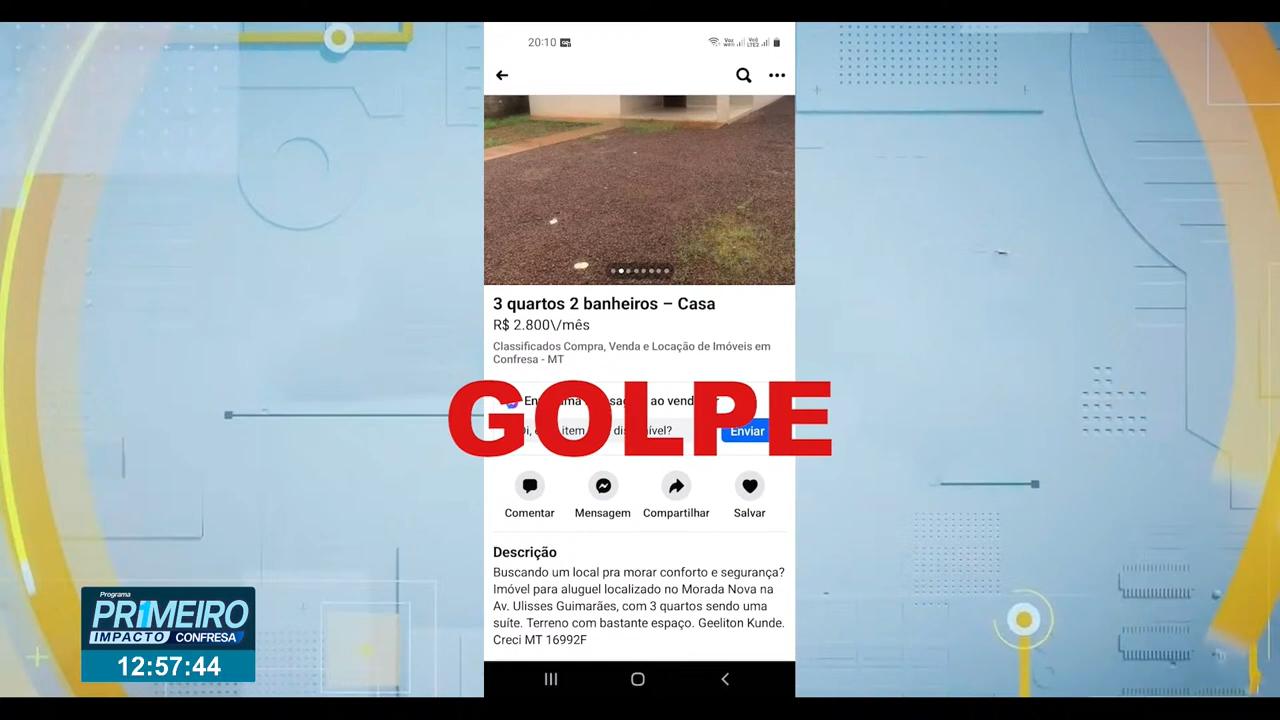 20:10
3 quartos 2 banheiros – Casa
R$ 2.800\/mês
Classificados Compra, Venda e Locação de Imóveis em
Confresa - MT
ao
GOLPE
item
Enviar
Comentar
Mensagem
Compartilhar
Salvar
Descrição
Buscando um local pra morar conforto e segurança?
Imóvel para aluguel localizado no Morada Nova na
Av. Ulisses Guimarães, com 3 quartos sendo uma
suíte. Terreno com bastante espaço. Geeliton Kunde.
Creci MT 16992F
Programa
PR1MEIRO
IMPACTO CONFRESA
12:57:44